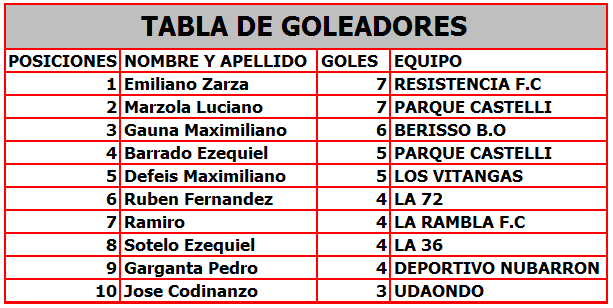 TABLA DE GOLEADORES
POSICIONES NOMBRE Y APELLIDO GOLES EQUIPO
1 Emiliano Zarza 7 RESISTENCIA F.C
2 Marzola Luciano 7 PARQUE CASTELLI
3 Gauna Maximiliano 6 BERISSO B.O
4 Barrado Ezequiel 5 PARQUE CASTELLI
5 Defeis Maximiliano 5 LOS VITANGAS
6 Ruben Fernandez 4 LA 72
7 Ramiro 4 LA RAMBLA F.C
8 Sotelo Ezequiel 4 LA 36
9 Garganta Pedro 4 DEPORTIVO NUBARRON
10 Jose Codinanzo 3 UDAONDO